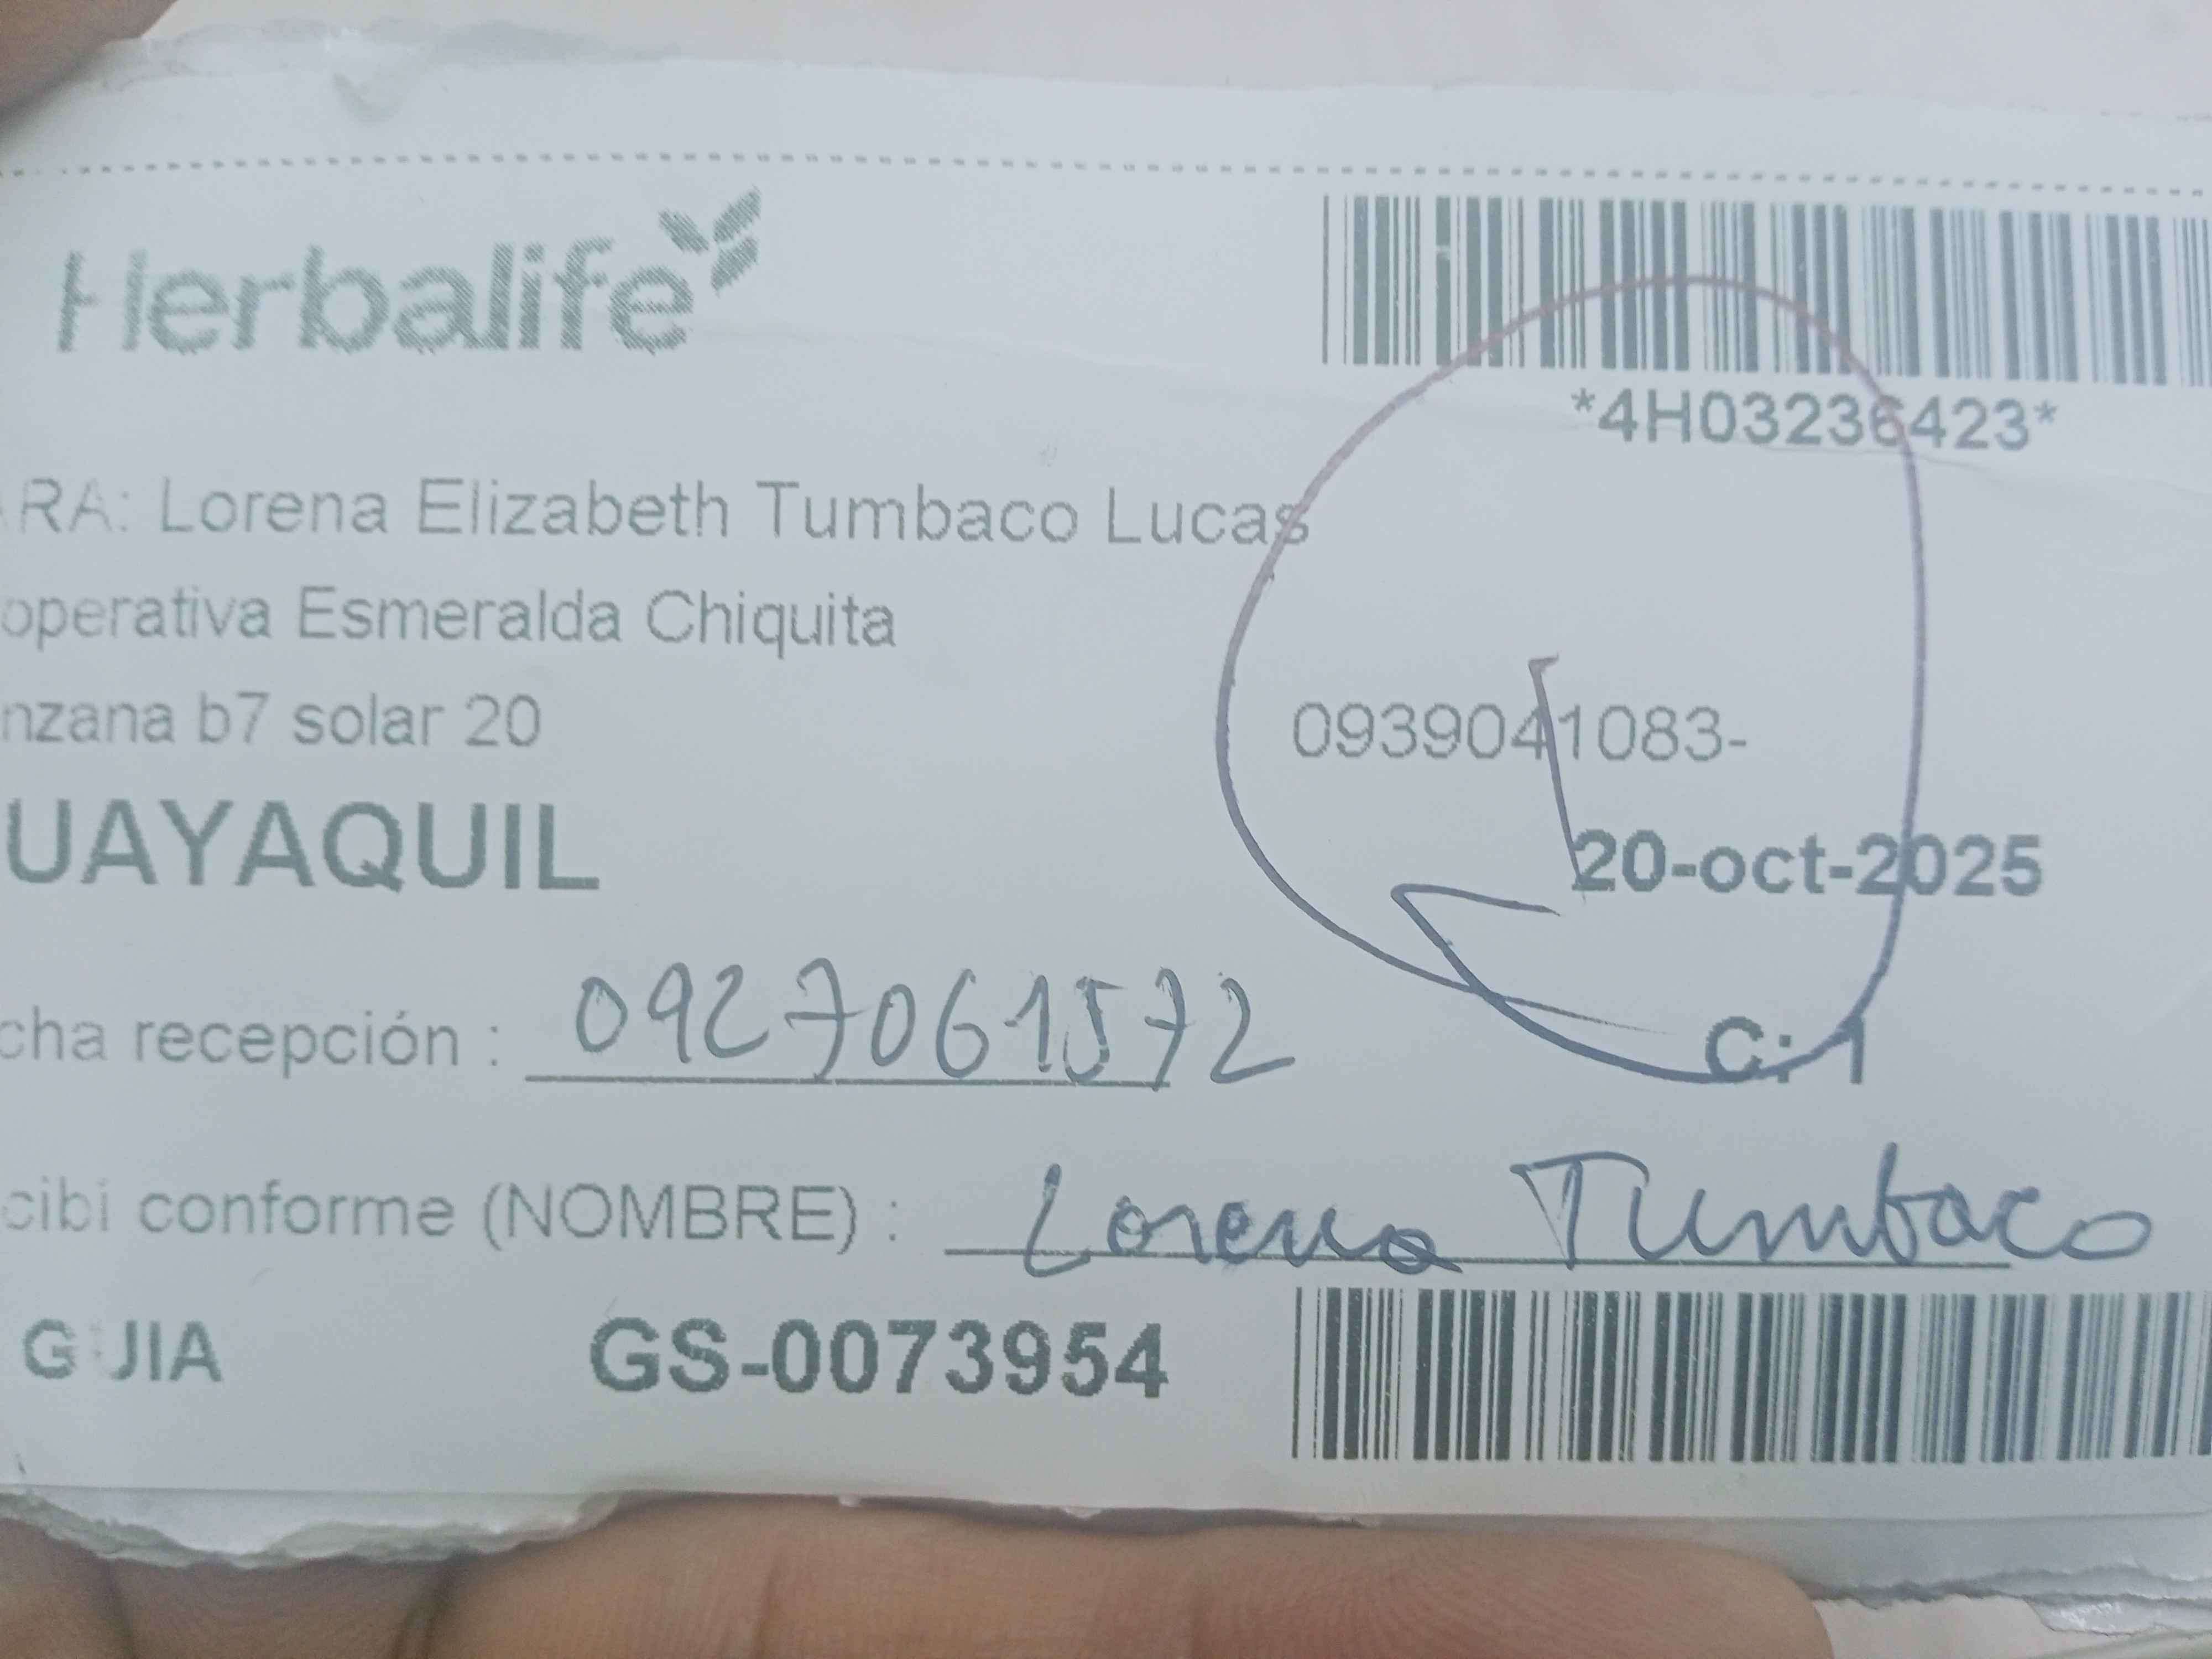 Herbalife
*4H03236423*
RA: Lorena Elizabeth Tumbaco Lucas
operativa Esmeralda Chiquita
nzana b7 solar 20
0939041083-
UAYAQUIL
20-oct-2025
cha recepción : 0927061572
C: 1
cibi conforme (NOMBRE) : Lorena Tumbaco
G JIA GS-0073954